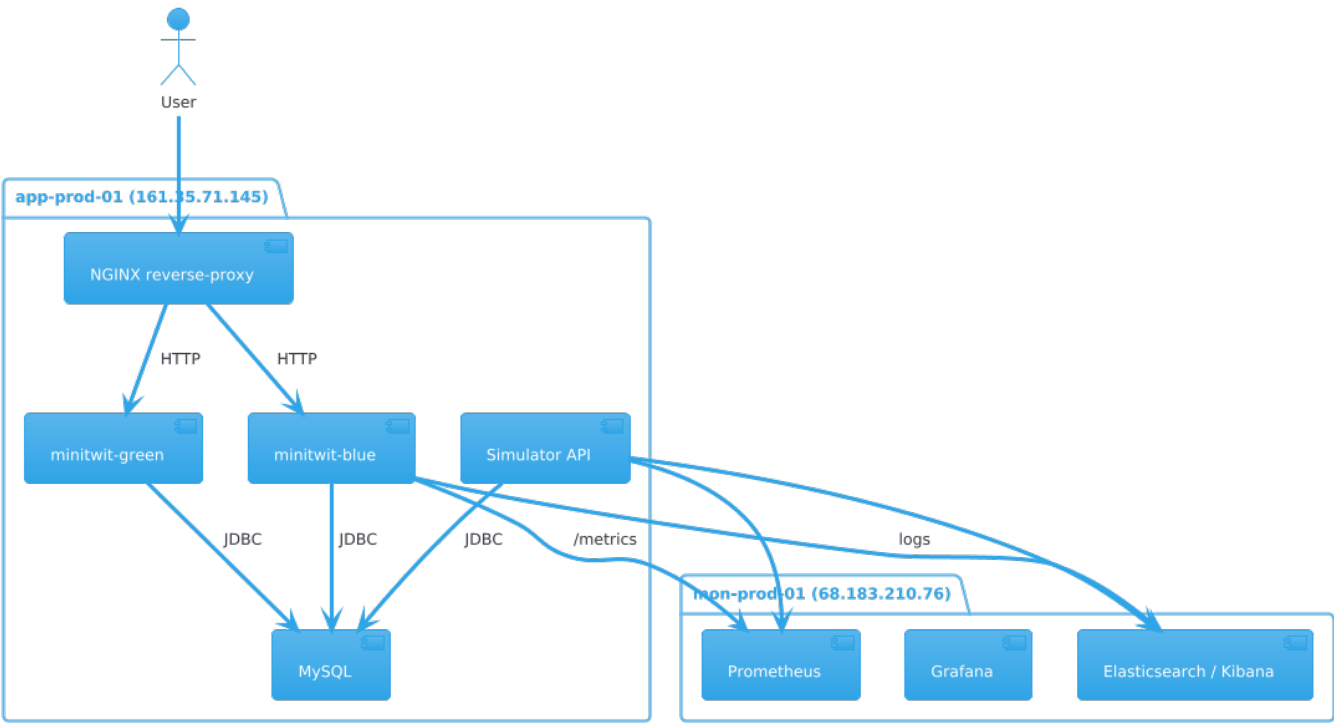 User
app-prod-01 (161.35.71.145)
NGINX reverse-proxy
HTTP
HTTP
minitwit-green
minitwit-blue
Simulator API
JDBC
JDBC
JDBC
/metrics
logs
mon-prod-01 (68.183.210.76)
MySQL
Prometheus
Grafana
Elasticsearch / Kibana